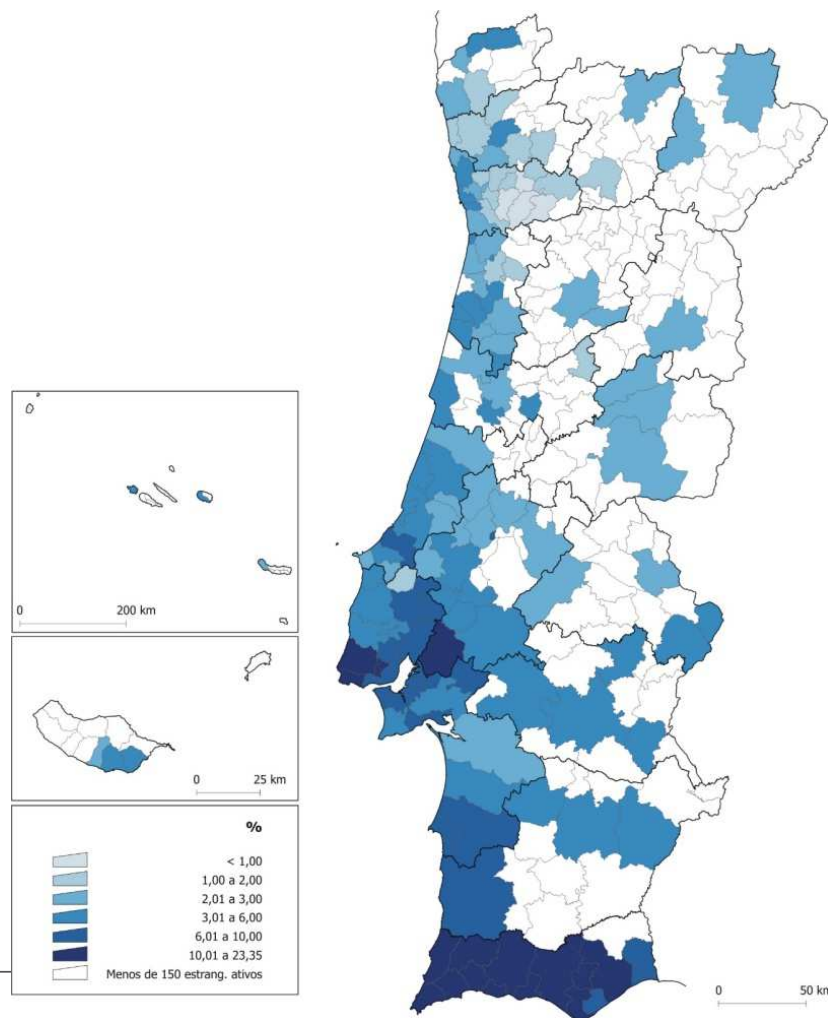 0 200 km
0 25 km
%
< 1,00
1,00 a 2,00
2,01 a 3,00
3,01 a 6,00
6,01 a 10,00
10,01 a 23,35
Menos de 150 estrang. ativos
0 50 km